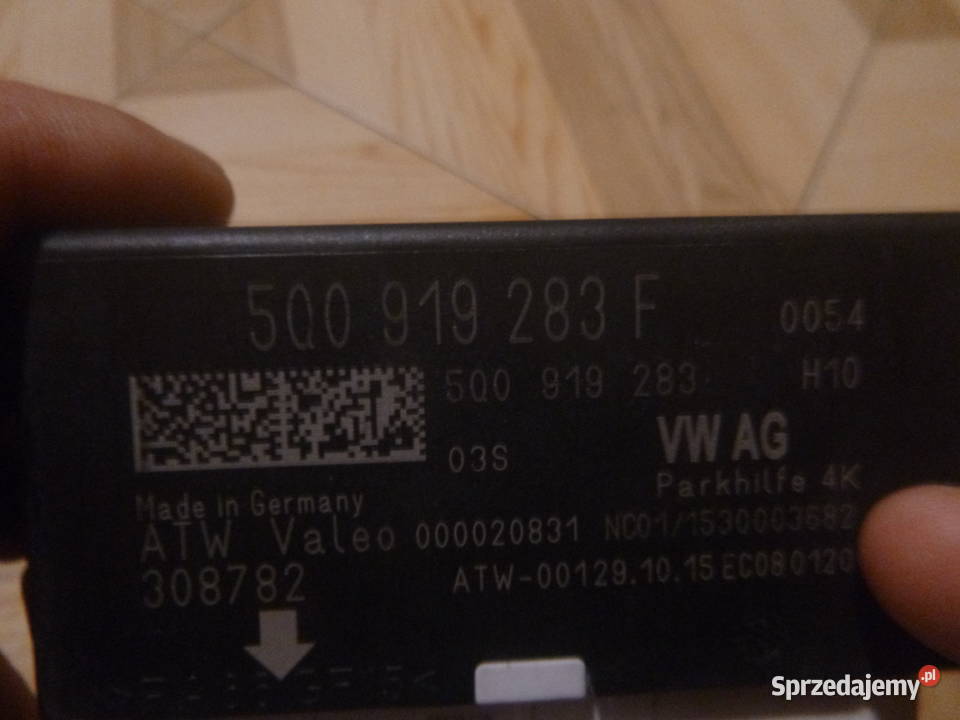 5Q0 919 283 F 0054
5Q0 919 283 H10
03S VW AG
Parkhilfe 4K
Made in Germany
ATW Valeo 000020831 NC01/1530003682
308782 ATW-00129.10.15 EC080120
Sprzedajemy.pl